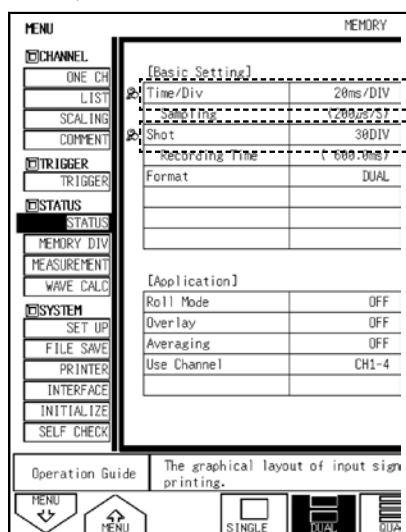 MENU MEMORY
CHANNEL
ONE CH
LIST
SCALING
COMMENT
TRIGGER
TRIGGER
STATUS
STATUS
MEMORY DIV
MEASUREMENT
WAVE CALC
SYSTEM
SET UP
FILE SAVE
PRINTER
INTERFACE
INITIALIZE
SELF CHECK
[Basic Setting]
Time/Div 20ms/DIV
Sampling (200µs/S)
Shot 30DIV
Recording Time ( 600.0ms)
Format DUAL
[Application]
Roll Mode OFF
Overlay OFF
Averaging OFF
Use Channel CH1-4
Operation Guide
The graphical layout of input sign
printing.
MENU
MENU
SINGLE
DUAL
QUA